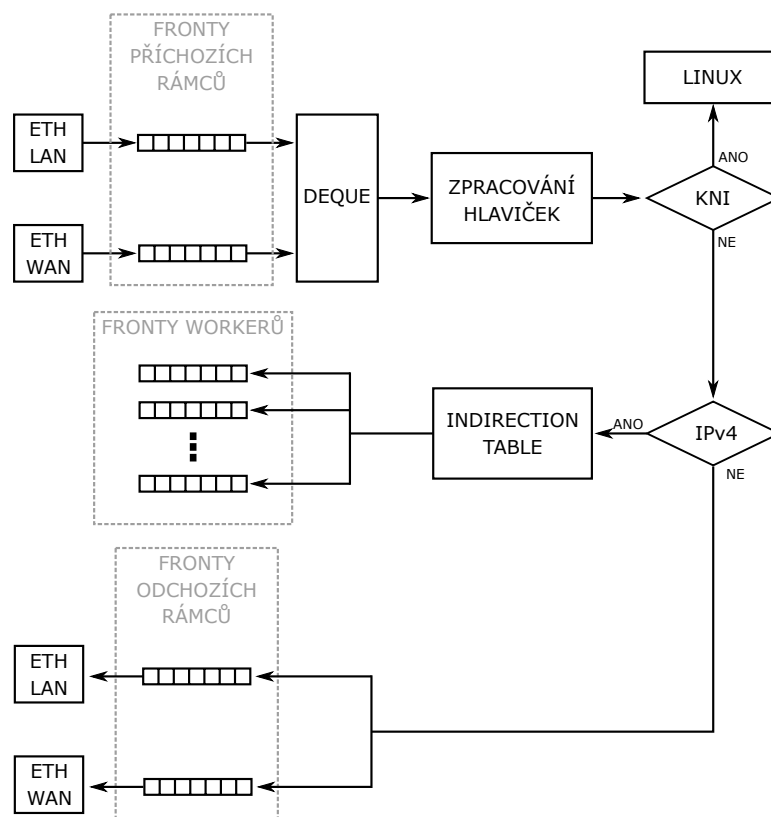 FRONTY
PŘÍCHOZÍCH
RÁMCŮ
ETH
LAN
ETH
WAN
DEQUE
ZPRACOVÁNÍ
HLAVIČEK
LINUX
ANO
KNI
NE
FRONTY WORKERŮ
INDIRECTION
TABLE
ANO
IPv4
NE
FRONTY
ODCHOZÍCH
RÁMCŮ
ETH
LAN
ETH
WAN